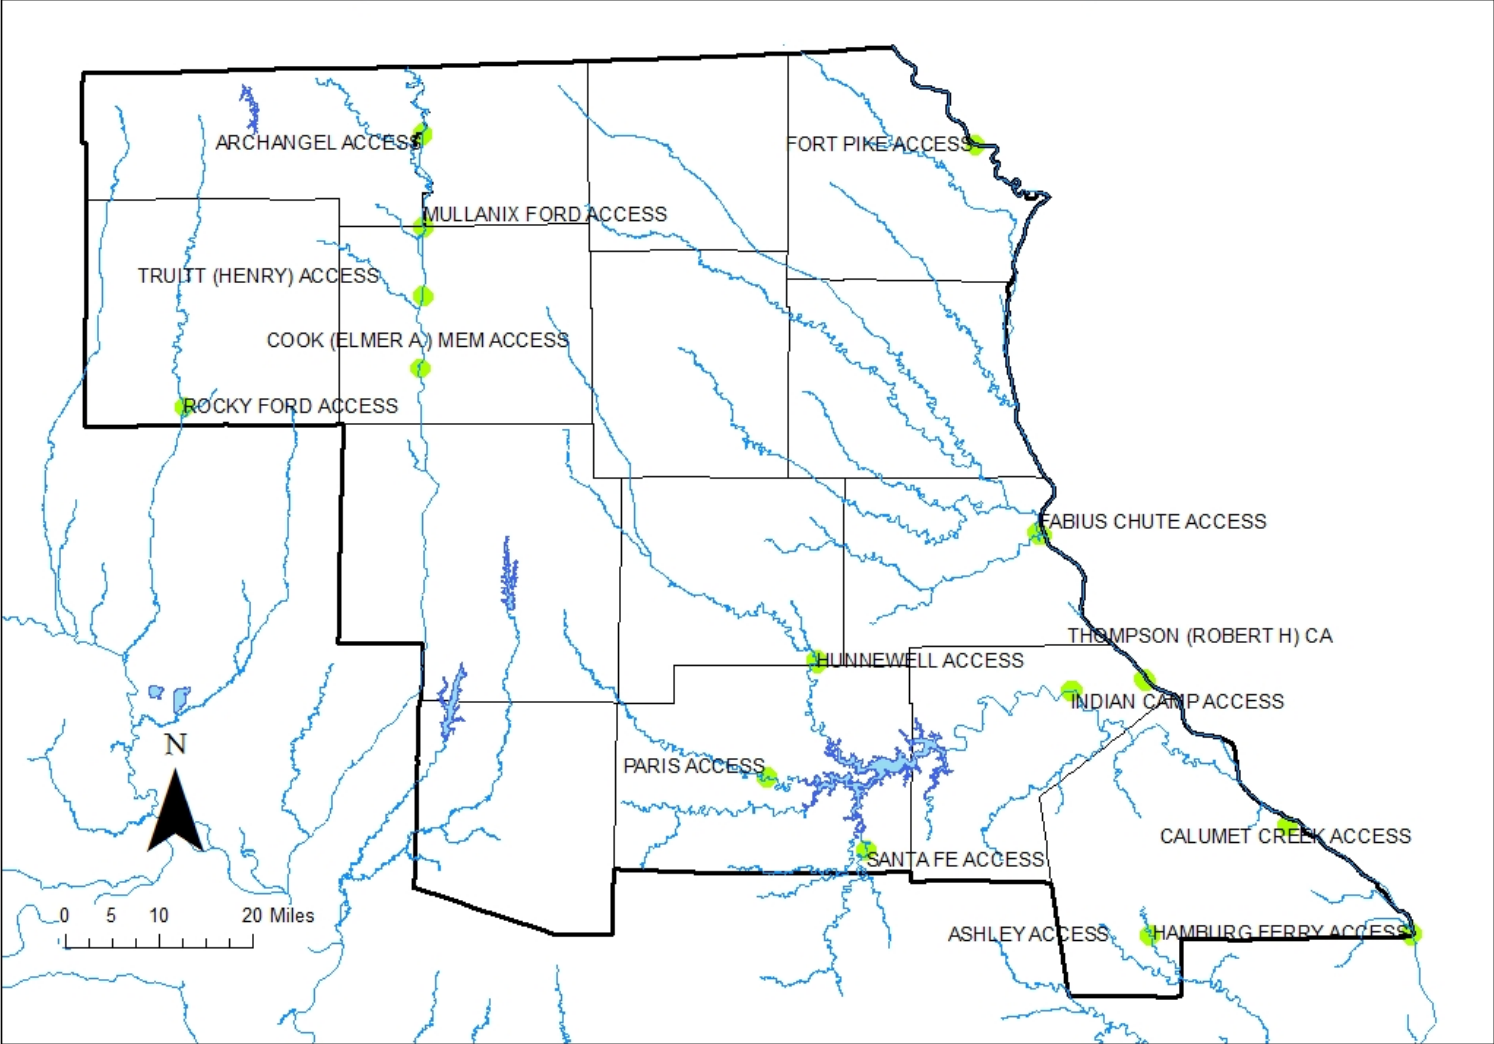 ARCHANGEL ACCESS
FORT PIKE ACCESS
MULLANIX FORD ACCESS
TRUITT (HENRY) ACCESS
COOK (ELMER A.) MEM ACCESS
ROCKY FORD ACCESS
FABIUS CHUTE ACCESS
THOMPSON (ROBERT H) CA
HUNNEWELL ACCESS
INDIAN CAMP ACCESS
N
PARIS ACCESS
CALUMET CREEK ACCESS
SANTA FE ACCESS
0 5 10 20 Miles
ASHLEY ACCESS
HAMBURG FERRY ACCESS